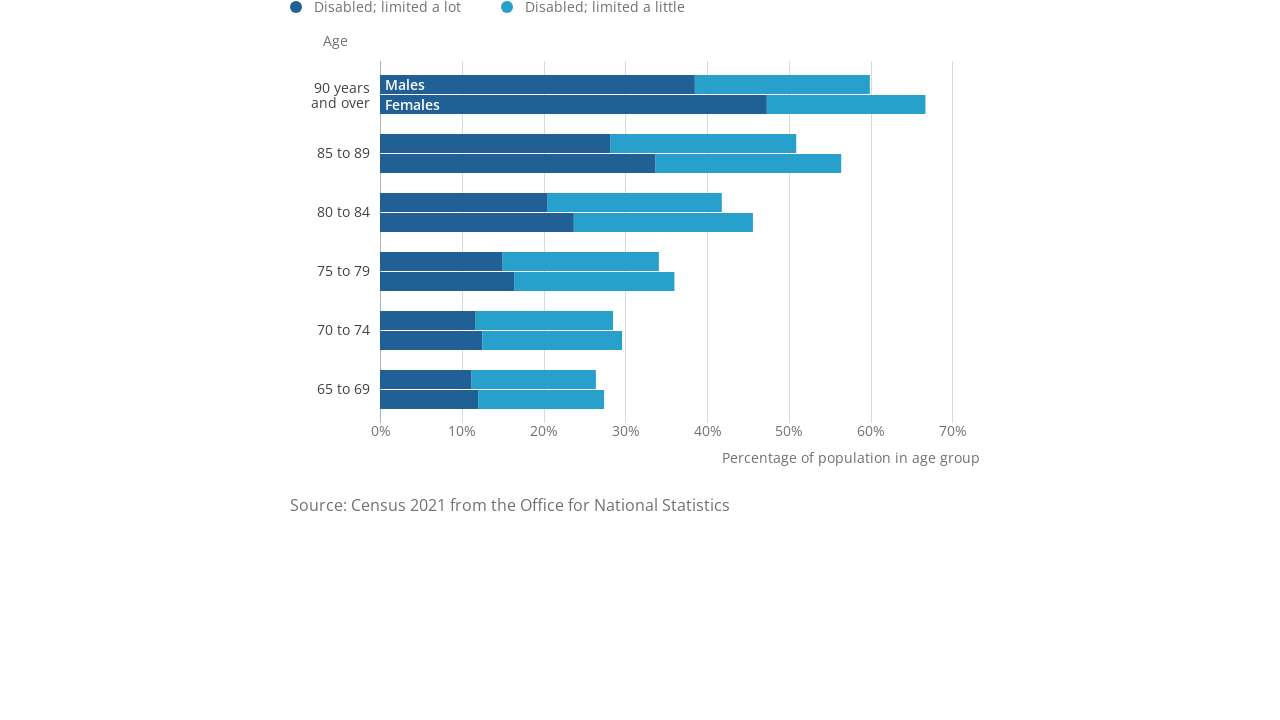 Disabled; limited a lot Disabled; limited a little
Age
90 years
and over
Males
Females
85 to 89
80 to 84
75 to 79
70 to 74
65 to 69
0% 10% 20% 30% 40% 50% 60% 70%
Percentage of population in age group
Source: Census 2021 from the Office for National Statistics